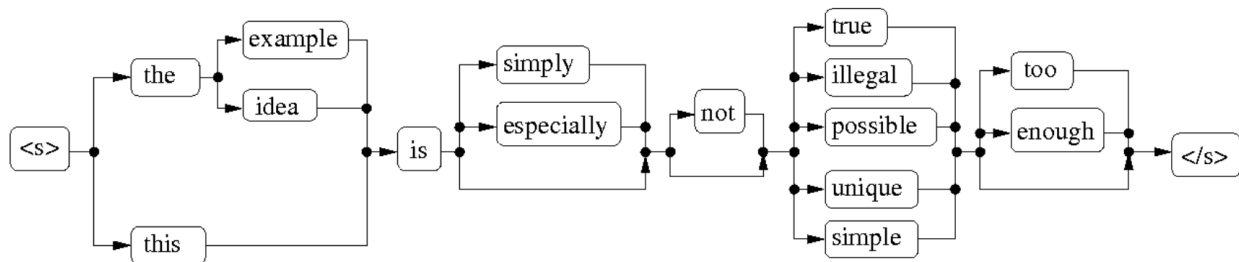 <s>
the
example
idea
this
is
simply
especially
not
true
illegal
possible
unique
simple
too
enough
</s>